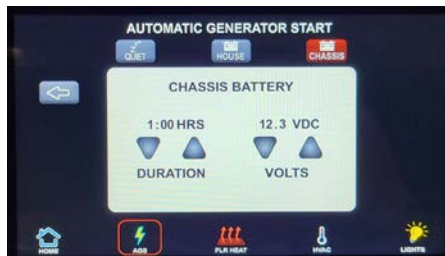 AUTOMATIC GENERATOR START
QUIET HOUSE CHASSIS
CHASSIS BATTERY
1:00 HRS 12.3 VDC
DURATION VOLTS
HOME AGS FLR HEAT HVAC LIGHTS